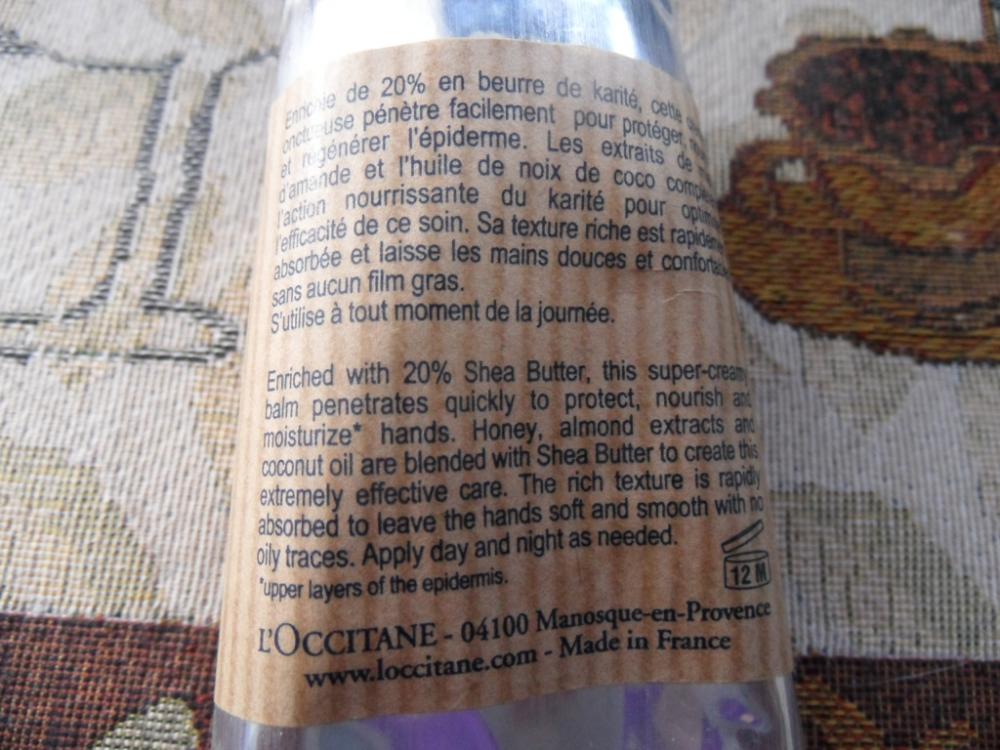 Enrichie de 20% en beurre de karité, cette
onctueuse pénètre facilement pour protéger,
et régénérer l'épiderme. Les extraits de
d'amande et l'huile de noix de coco
l'action nourrissante du karité pour
l'efficacité de ce soin. Sa texture riche est
absorbée et laisse les mains douces et
sans aucun film gras.
S'utilise à tout moment de la journée.
Enriched with 20% Shea Butter, this super-creamy
balm penetrates quickly to protect, nourish and
moisturize* hands. Honey, almond extracts and
coconut oil are blended with Shea Butter to create this
extremely effective care. The rich texture is rapidly
absorbed to leave the hands soft and smooth with no
oily traces. Apply day and night as needed.
*upper layers of the epidermis.
12 M
L'OCCITANE - 04100 Manosque-en-Provence
www.loccitane.com - Made in France